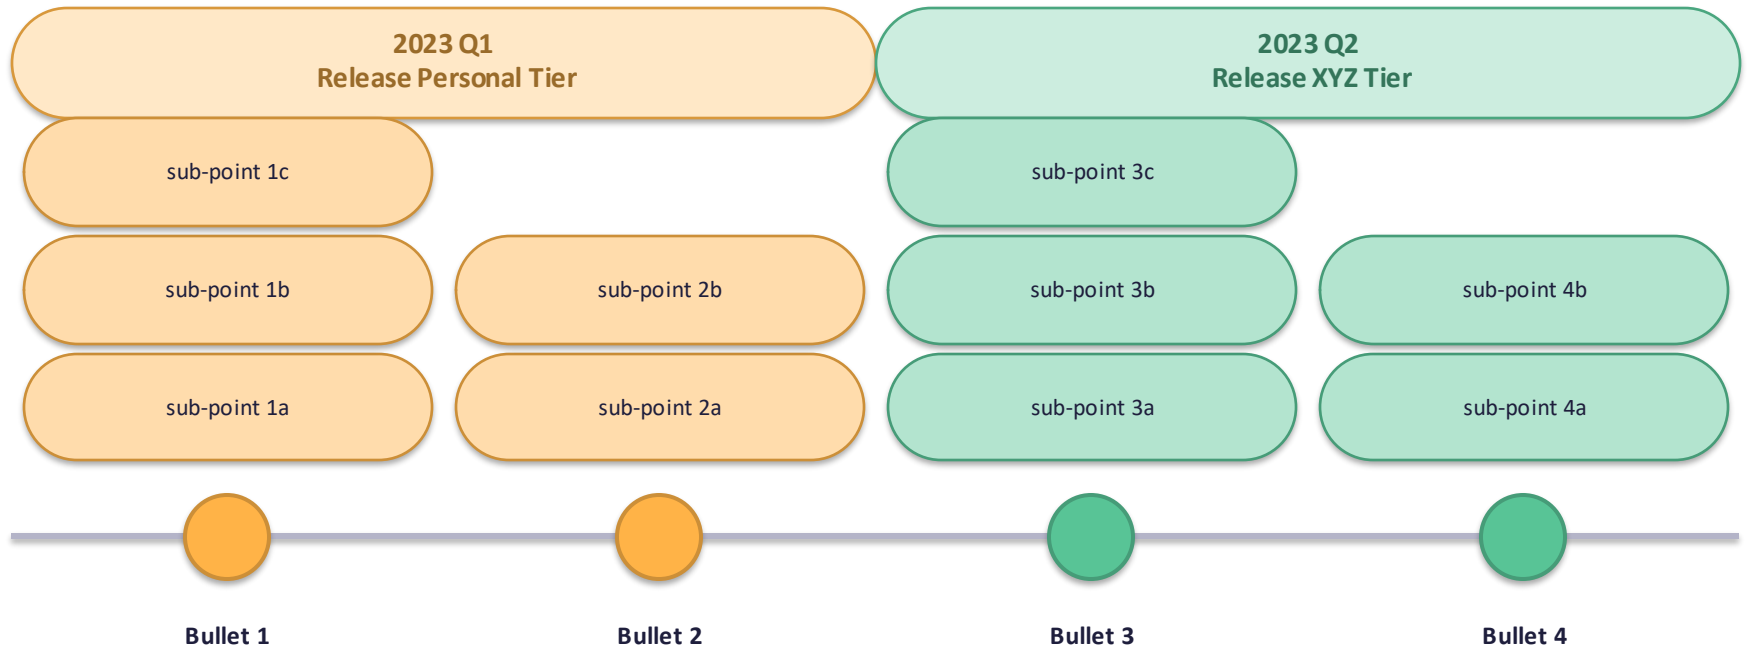 2023 Q1
Release Personal Tier
2023 Q2
Release XYZ Tier
sub-point 1c
sub-point 3c
sub-point 1b
sub-point 2b
sub-point 3b
sub-point 4b
sub-point 1a
sub-point 2a
sub-point 3a
sub-point 4a
Bullet 1
Bullet 2
Bullet 3
Bullet 4